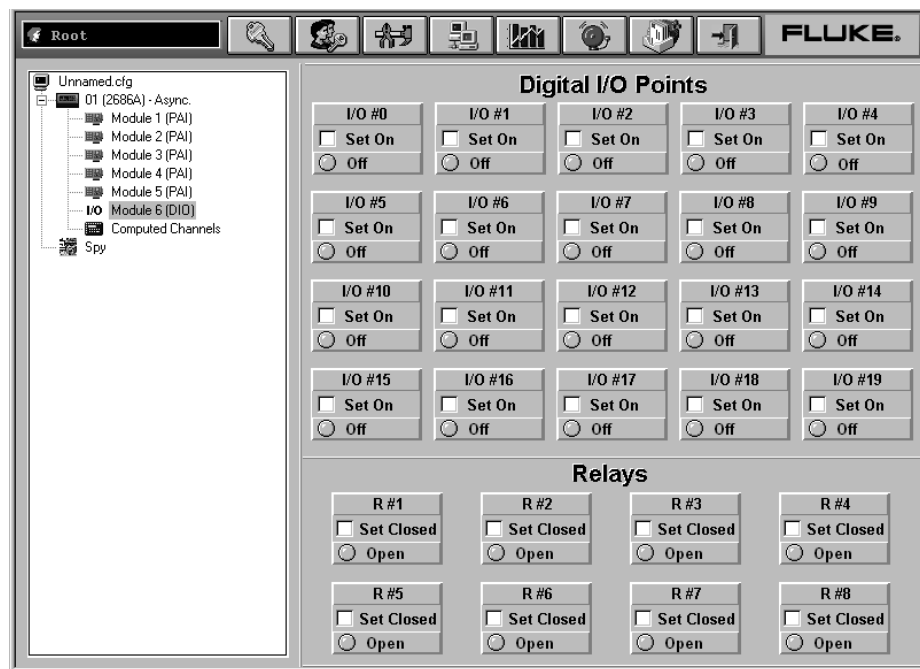 Root
FLUKE®
Unnamed.cfg
01 (2686A) - Async.
Module 1 (PAI)
Module 2 (PAI)
Module 3 (PAI)
Module 4 (PAI)
Module 5 (PAI)
I/O Module 6 (DIO)
Computed Channels
Spy
Digital I/O Points
I/O #0 I/O #1 I/O #2 I/O #3 I/O #4
Set On Set On Set On Set On Set On
Off Off Off Off Off
I/O #5 I/O #6 I/O #7 I/O #8 I/O #9
Set On Set On Set On Set On Set On
Off Off Off Off Off
I/O #10 I/O #11 I/O #12 I/O #13 I/O #14
Set On Set On Set On Set On Set On
Off Off Off Off Off
I/O #15 I/O #16 I/O #17 I/O #18 I/O #19
Set On Set On Set On Set On Set On
Off Off Off Off Off
Relays
R #1 R #2 R #3 R #4
Set Closed Set Closed Set Closed Set Closed
Open Open Open Open
R #5 R #6 R #7 R #8
Set Closed Set Closed Set Closed Set Closed
Open Open Open Open